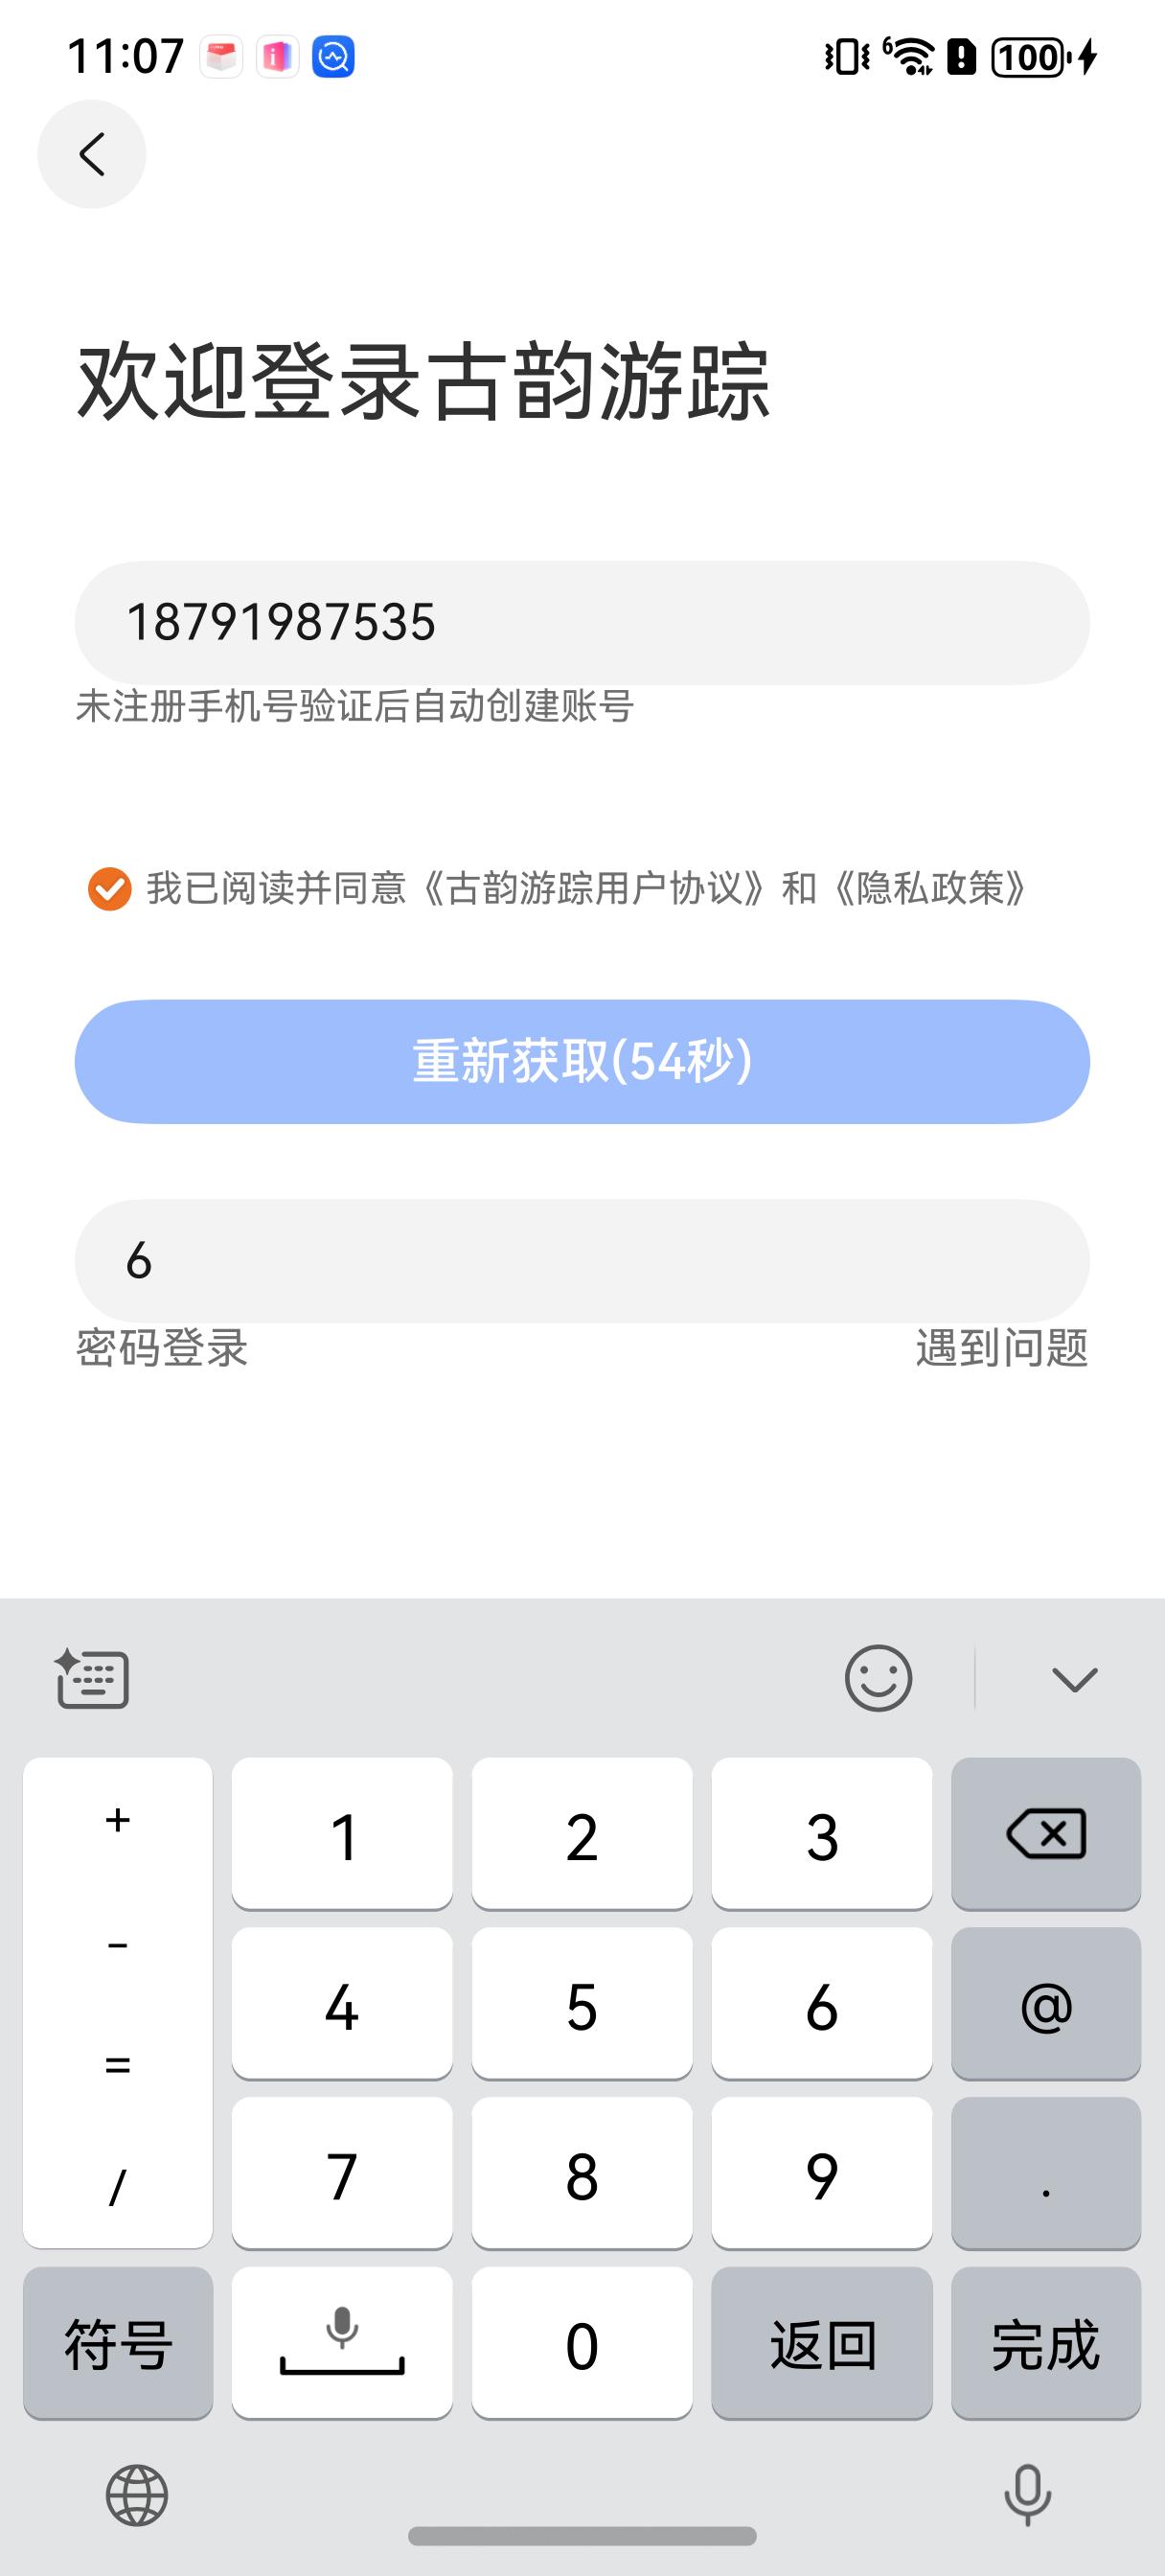 11:07
6
100
欢迎登录古韵游踪
18791987535
未注册手机号验证后自动创建账号
我已阅读并同意《古韵游踪用户协议》和《隐私政策》
重新获取(54秒)
6
密码登录 遇到问题
+ 1 2 3
- 4 5 6 @
=
/ 7 8 9 .
符号 0 返回 完成